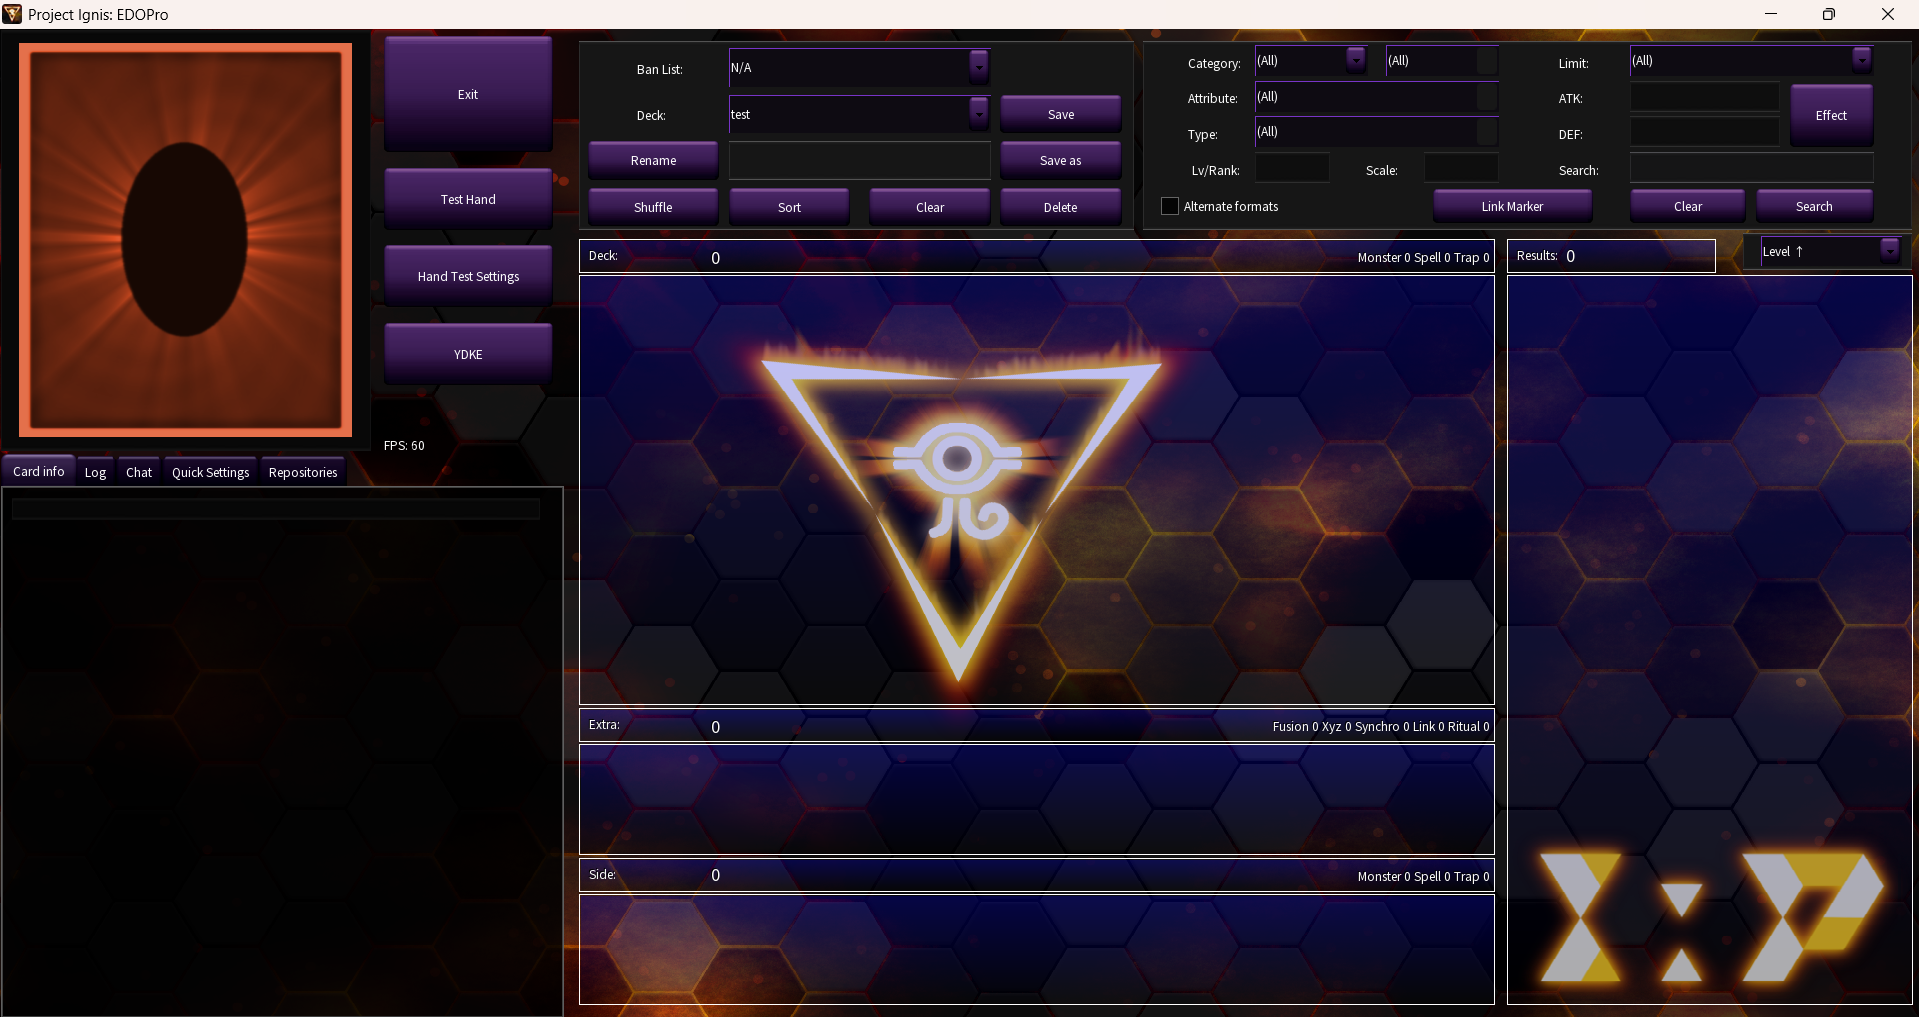 Project Ignis: EDOPro
Exit
Test Hand
Hand Test Settings
YDKE
FPS: 60
Card info
Log
Chat
Quick Settings
Repositories
Ban List:
N/A
Deck:
test
Save
Rename
Save as
Shuffle
Sort
Clear
Delete
Category:
(All)
(All)
Limit:
(All)
Attribute:
(All)
ATK:
Effect
Type:
(All)
DEF:
Lv/Rank:
Scale:
Search:
Alternate formats
Link Marker
Clear
Search
Deck:
0
Monster 0 Spell 0 Trap 0
Results:
0
Level ↑
Extra:
0
Fusion 0 Xyz 0 Synchro 0 Link 0 Ritual 0
Side:
0
Monster 0 Spell 0 Trap 0
X:P